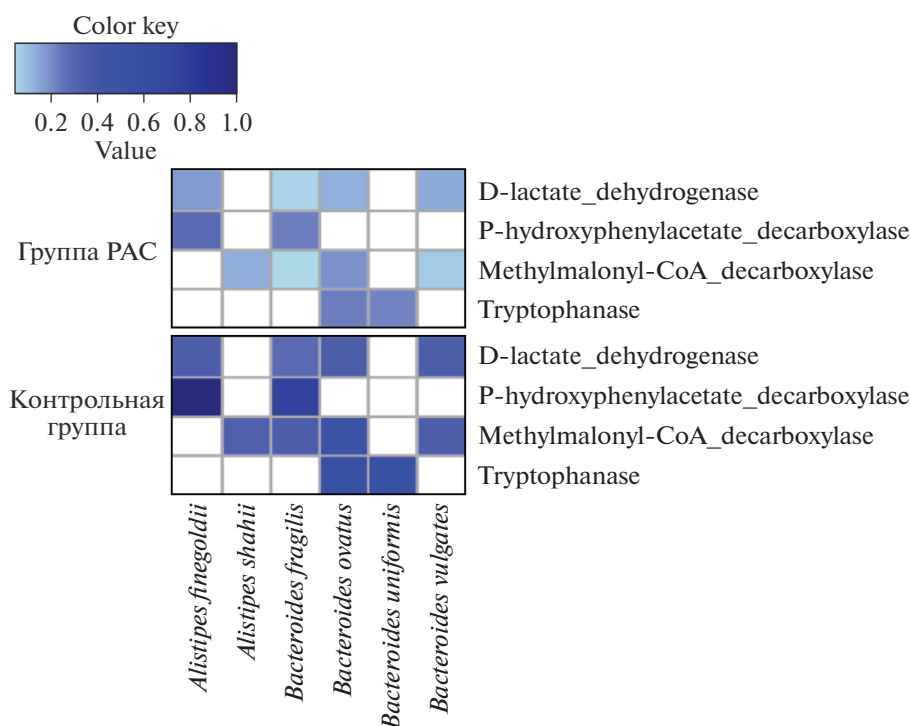 Color key
0.2 0.4 0.6 0.8 1.0
Value
Группа РАС
D-lactate_dehydrogenase
P-hydroxyphenylacetate_decarboxylase
Methylmalonyl-CoA_decarboxylase
Tryptophanase
Контрольная
группа
D-lactate_dehydrogenase
P-hydroxyphenylacetate_decarboxylase
Methylmalonyl-CoA_decarboxylase
Tryptophanase
Alistipes finegoldii
Alistipes shahii
Bacteroides fragilis
Bacteroides ovatus
Bacteroides uniformis
Bacteroides vulgates